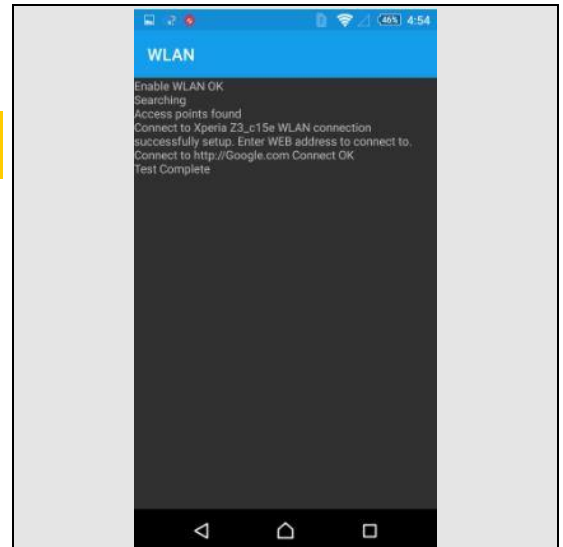 46% 4:54
WLAN
Enable WLAN OK
Searching
Access points found
Connect to Xperia Z3_c15e WLAN connection
successfully setup. Enter WEB address to connect to.
Connect to http://Google.com Connect OK
Test Complete